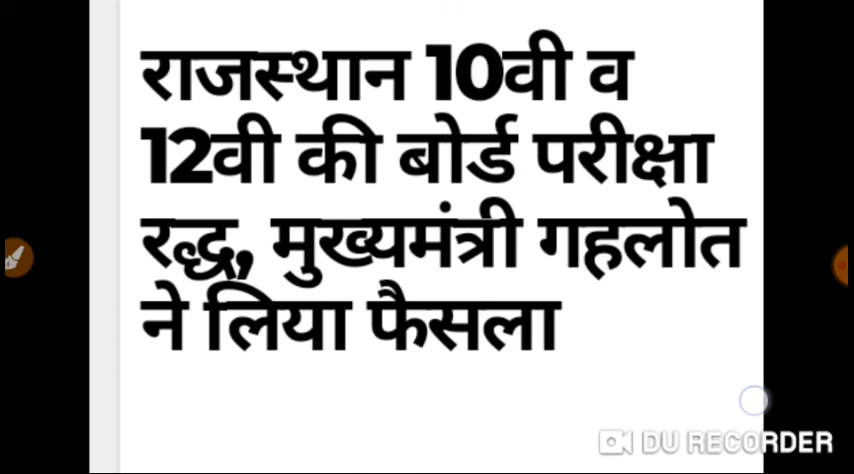 राजस्थान 10वी व
12वी की बोर्ड परीक्षा
रद्ध, मुख्यमंत्री गहलोत
ने लिया फैसला
DU RECORDER